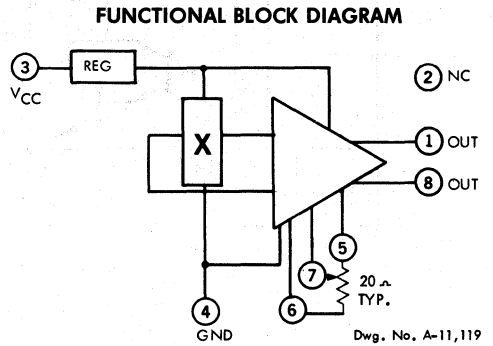 FUNCTIONAL BLOCK DIAGRAM
3
REG
V CC
2 NC
X
1 OUT
8 OUT
5
7
20 Ω
TYP.
4
6
GND
Dwg. No. A-11,119